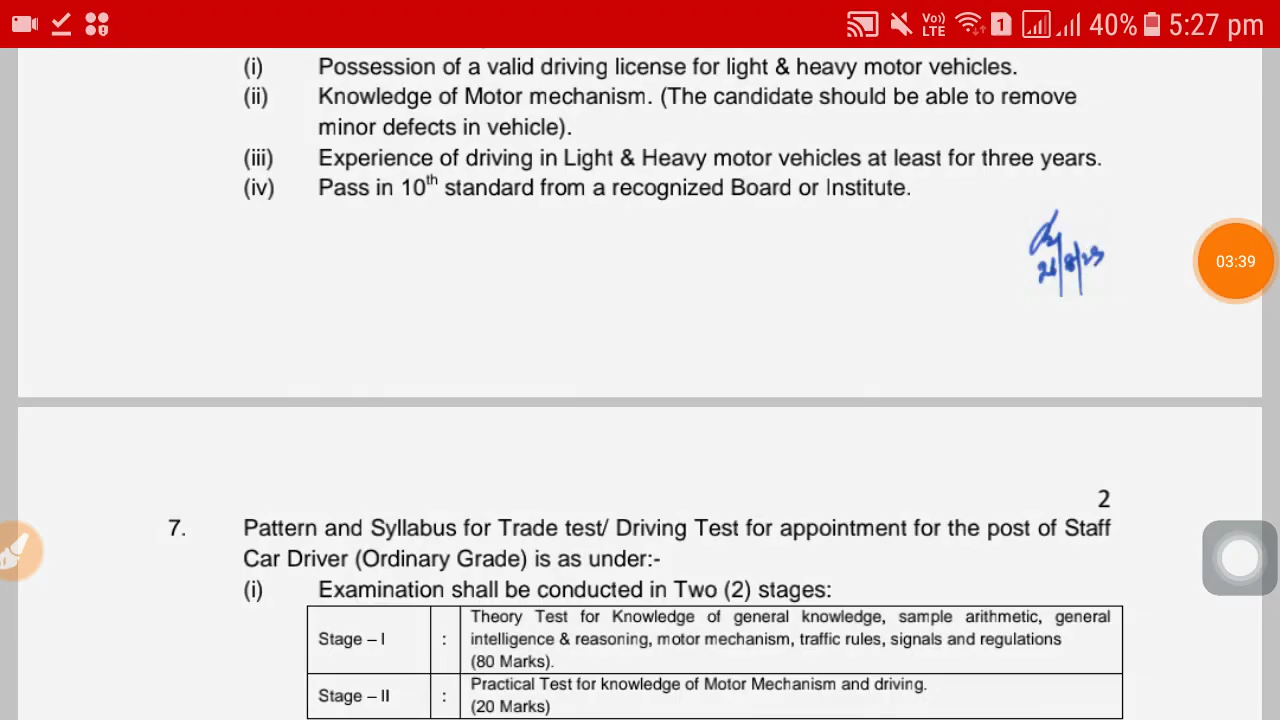 Vo)) LTE 1 40% 5:27 pm
(i) Possession of a valid driving license for light & heavy motor vehicles.
(ii) Knowledge of Motor mechanism. (The candidate should be able to remove
minor defects in vehicle).
(iii) Experience of driving in Light & Heavy motor vehicles at least for three years.
(iv) Pass in 10th standard from a recognized Board or Institute.
26/8/23
03:39
2
7. Pattern and Syllabus for Trade test/ Driving Test for appointment for the post of Staff
Car Driver (Ordinary Grade) is as under:-
(i) Examination shall be conducted in Two (2) stages:
Stage – I : Theory Test for Knowledge of general knowledge, sample arithmetic, general
intelligence & reasoning, motor mechanism, traffic rules, signals and regulations
(80 Marks).
Stage – II : Practical Test for knowledge of Motor Mechanism and driving.
(20 Marks)